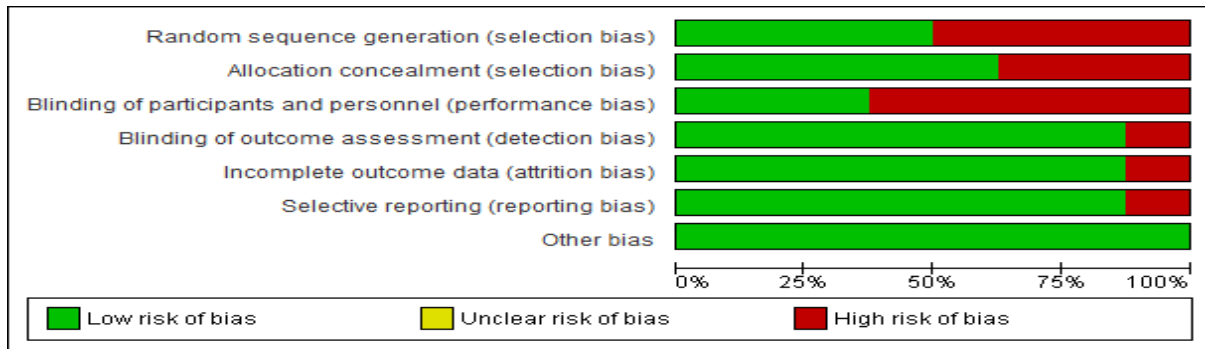 Random sequence generation (selection bias)
Allocation concealment (selection bias)
Blinding of participants and personnel (performance bias)
Blinding of outcome assessment (detection bias)
Incomplete outcome data (attrition bias)
Selective reporting (reporting bias)
Other bias
0% 25% 50% 75% 100%
Low risk of bias Unclear risk of bias High risk of bias